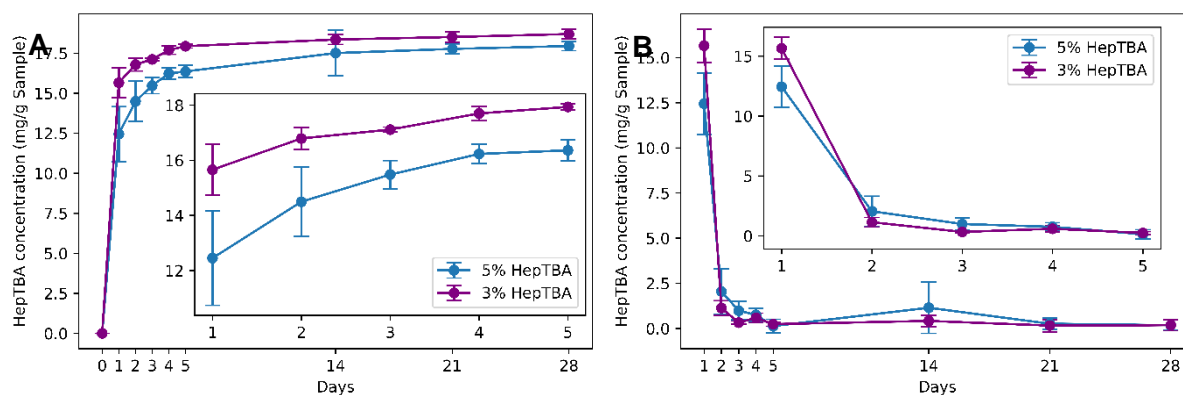 A
HepTBA concentration (mg/g Sample)
17.5
15.0
12.5
10.0
7.5
5.0
2.5
0.0
18
16
14
12
1 2 3 4 5
5% HepTBA
3% HepTBA
0 1 2 3 4 5 14 21 28
Days
B
HepTBA concentration (mg/g Sample)
15.0
12.5
10.0
7.5
5.0
2.5
0.0
15
10
5
0
1 2 3 4 5
5% HepTBA
3% HepTBA
1 2 3 4 5 14 21 28
Days